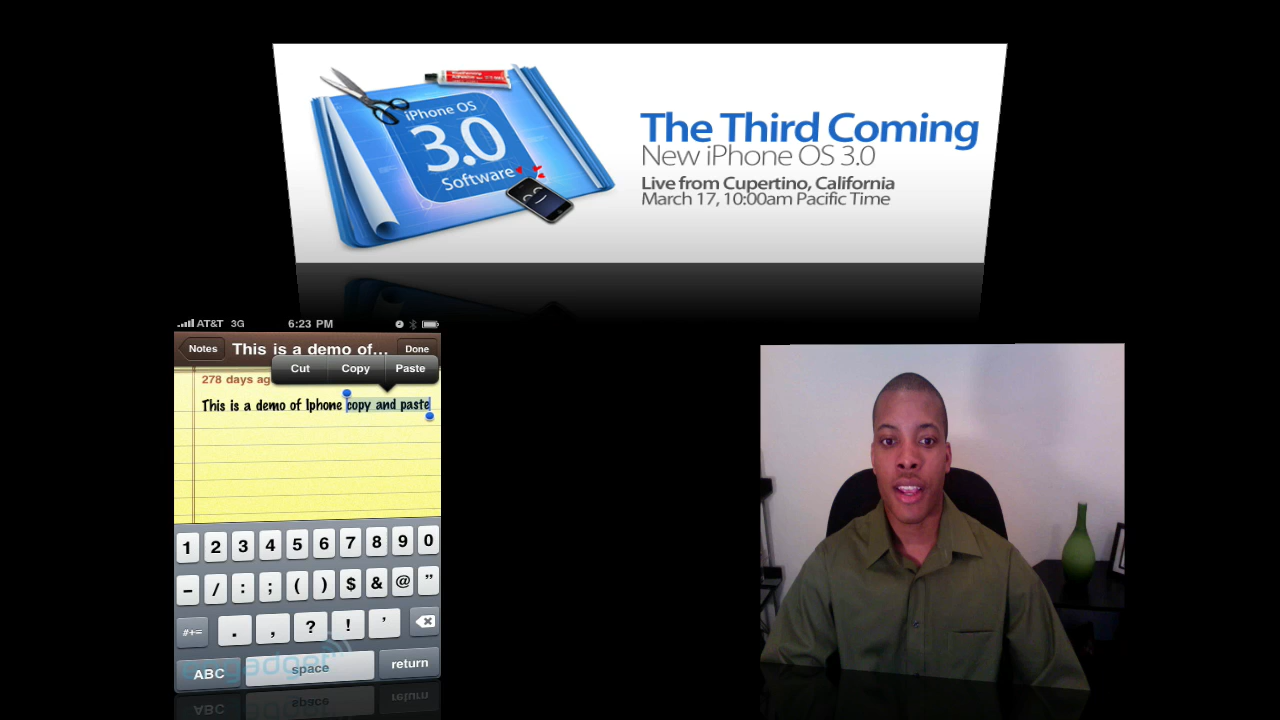 iPhone OS
3.0
Software
The Third Coming
New iPhone OS 3.0
Live from Cupertino, California
March 17, 10:00am Pacific Time
AT&T 3G 6:23 PM
Notes This is a demo of... Done
Cut Copy Paste
278 days ag
This is a demo of Iphone copy and paste
1 2 3 4 5 6 7 8 9 0
– / : ; ( ) $ & @ ”
#+= . , ? ! ’
ABC space return
engadget